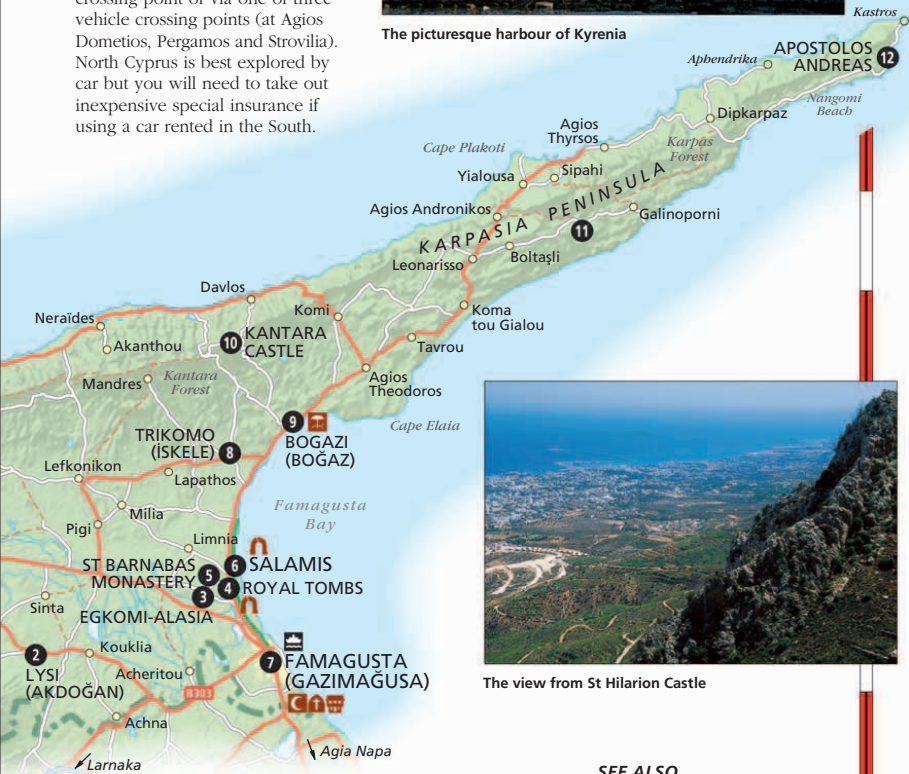 crossing point or via one of three
vehicle crossing points (at Agios
Dometios, Pergamos and Strovilia).
North Cyprus is best explored by
car but you will need to take out
inexpensive special insurance if
using a car rented in the South.
The picturesque harbour of Kyrenia
Kastros
APOSTOLOS
ANDREAS
12
Aphendrika
Nangomi
Beach
Dipkarpaz
Agios
Thyrsos
Karpas
Forest
Cape Plakoti
Sipahi
Yialousa
Agios Andronikos
KARPASIA PENINSULA
Galinoporni
11
Boltaşli
Leonarisso
Davlos
Komi
Koma
tou Gialou
Neraïdes
Akanthou
10
KANTARA
CASTLE
Tavrou
Mandres
Kantara
Forest
Agios
Theodoros
Cape Elaia
9
BOGAZI
(BOĞAZ)
TRIKOMO
(İSKELE)
8
Lefkonikon
Lapathos
Famagusta
Bay
Milia
Pigi
Limnia
ST BARNABAS
MONASTERY
5
6
SALAMIS
4
ROYAL TOMBS
3
EGKOMI-ALASIA
Sinta
2
LYSI
(AKDOĞAN)
Kouklia
Acheritou
7
FAMAGUSTA
(GAZIMAĞUSA)
B303
Achna
Agia Napa
Larnaka
The view from St Hilarion Castle
SEE ALSO